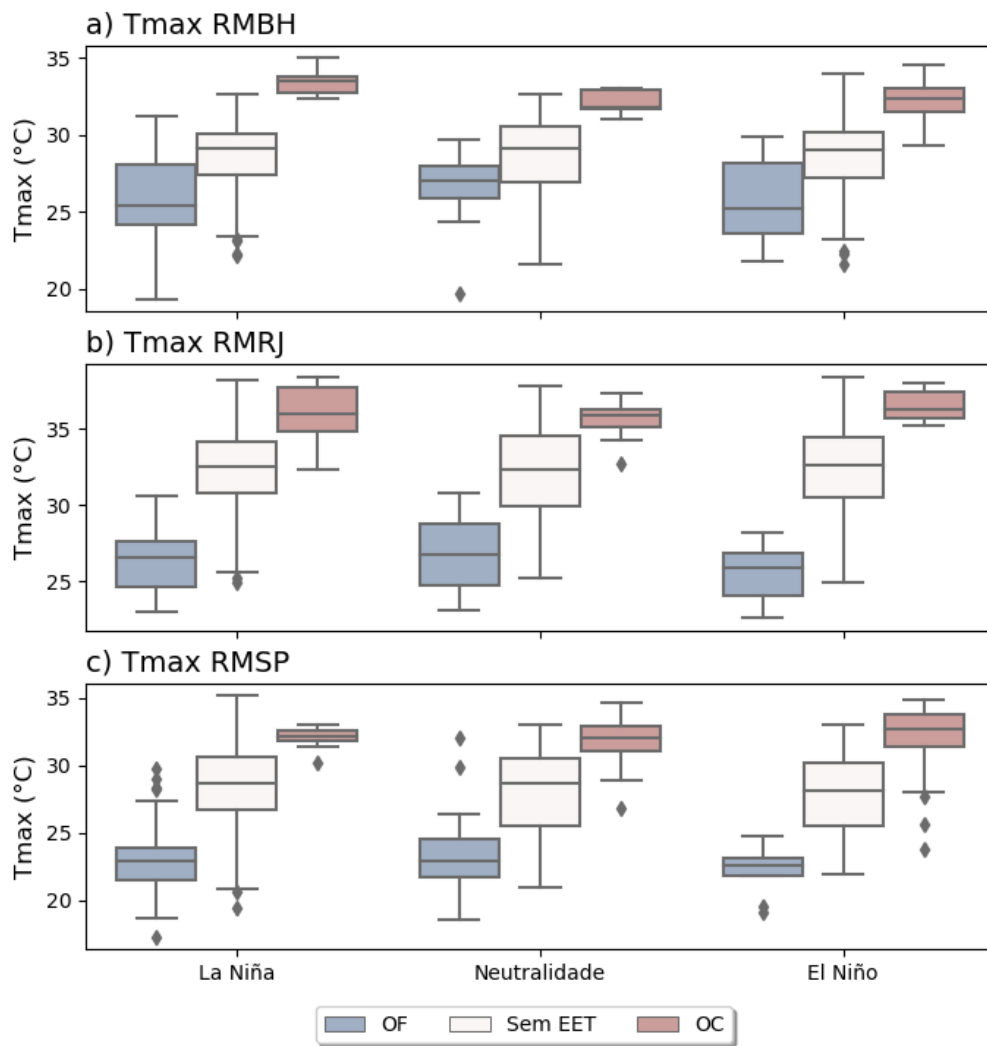 a) Tmax RMBH
35
30
25
20
Tmax (°C)
b) Tmax RMRJ
35
30
25
Tmax (°C)
c) Tmax RMSP
35
30
25
20
Tmax (°C)
La Niña Neutralidade El Niño
OF Sem EET OC